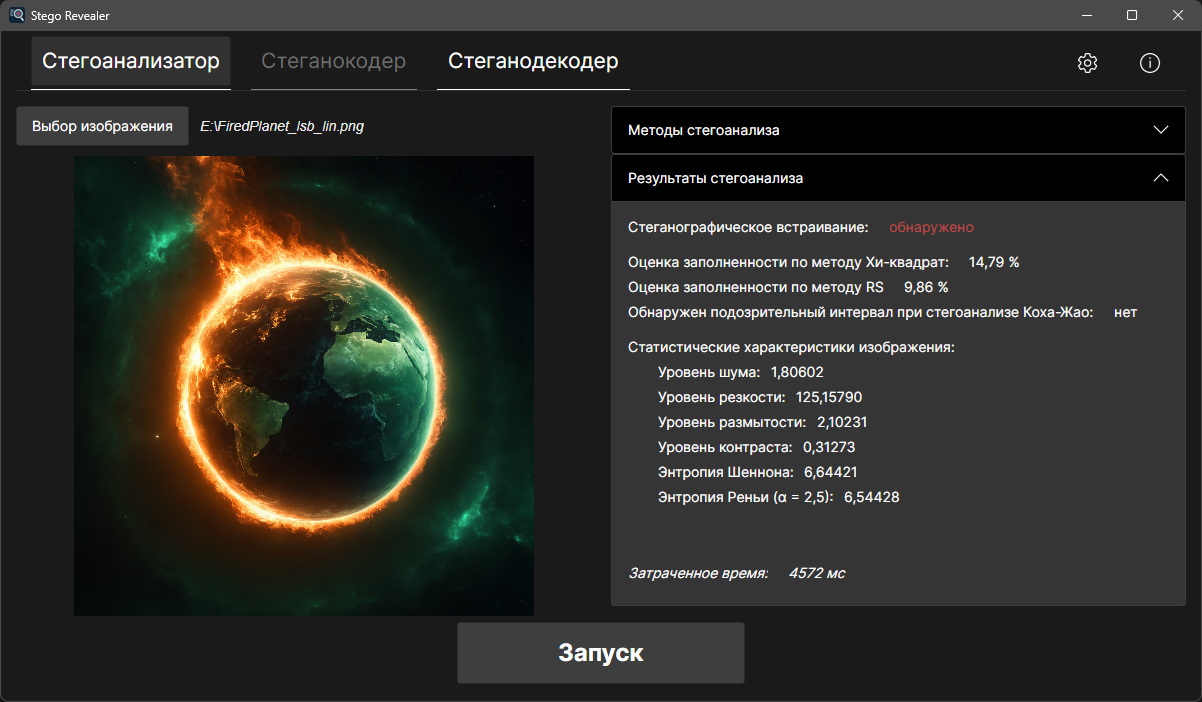 Stego Revealer
Стегоанализатор
Стеганокодер
Стеганодекодер
Выбор изображения
E:\FiredPlanet_lsb_lin.png
Методы стегоанализа
Результаты стегоанализа
Стеганографическое встраивание: обнаружено
Оценка заполненности по методу Хи-квадрат: 14,79 %
Оценка заполненности по методу RS 9,86 %
Обнаружен подозрительный интервал при стегоанализе Коха-Жао: нет
Статистические характеристики изображения:
Уровень шума: 1,80602
Уровень резкости: 125,15790
Уровень размытости: 2,10231
Уровень контраста: 0,31273
Энтропия Шеннона: 6,64421
Энтропия Реньи (α = 2,5): 6,54428
Затраченное время: 4572 мс
Запуск